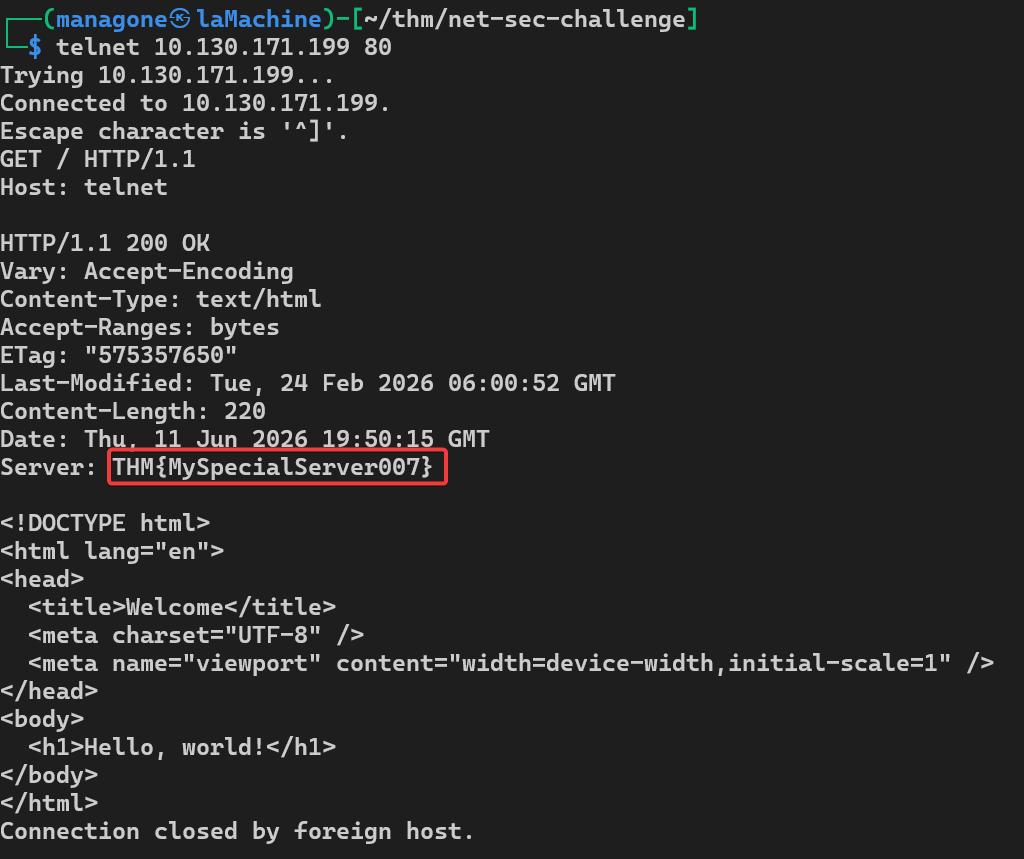 ┌──(managone㉿laMachine)-[~/thm/net-sec-challenge]
└─$ telnet 10.130.171.199 80
Trying 10.130.171.199...
Connected to 10.130.171.199.
Escape character is '^]'.
GET / HTTP/1.1
Host: telnet

HTTP/1.1 200 OK
Vary: Accept-Encoding
Content-Type: text/html
Accept-Ranges: bytes
ETag: "575357650"
Last-Modified: Tue, 24 Feb 2026 06:00:52 GMT
Content-Length: 220
Date: Thu, 11 Jun 2026 19:50:15 GMT
Server: THM{MySpecialServer007}

<!DOCTYPE html>
<html lang="en">
<head>
  <title>Welcome</title>
  <meta charset="UTF-8" />
  <meta name="viewport" content="width=device-width,initial-scale=1" />
</head>
<body>
  <h1>Hello, world!</h1>
</body>
</html>
Connection closed by foreign host.